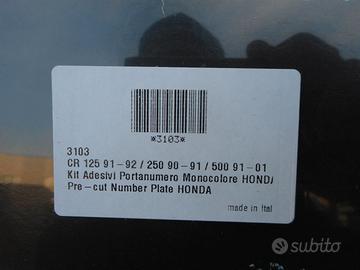 *3103*
3103
CR 125 91-92 / 250 90-91 / 500 91-01
Kit Adesivi Portanumero Monocolore HONDA
Pre-cut Number Plate HONDA
made in Ital
subito